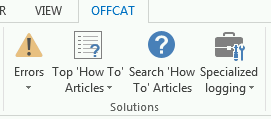 R VIEW OFFCAT
Errors Top 'How To' Search 'How Specialized
Articles To' Articles logging
Solutions